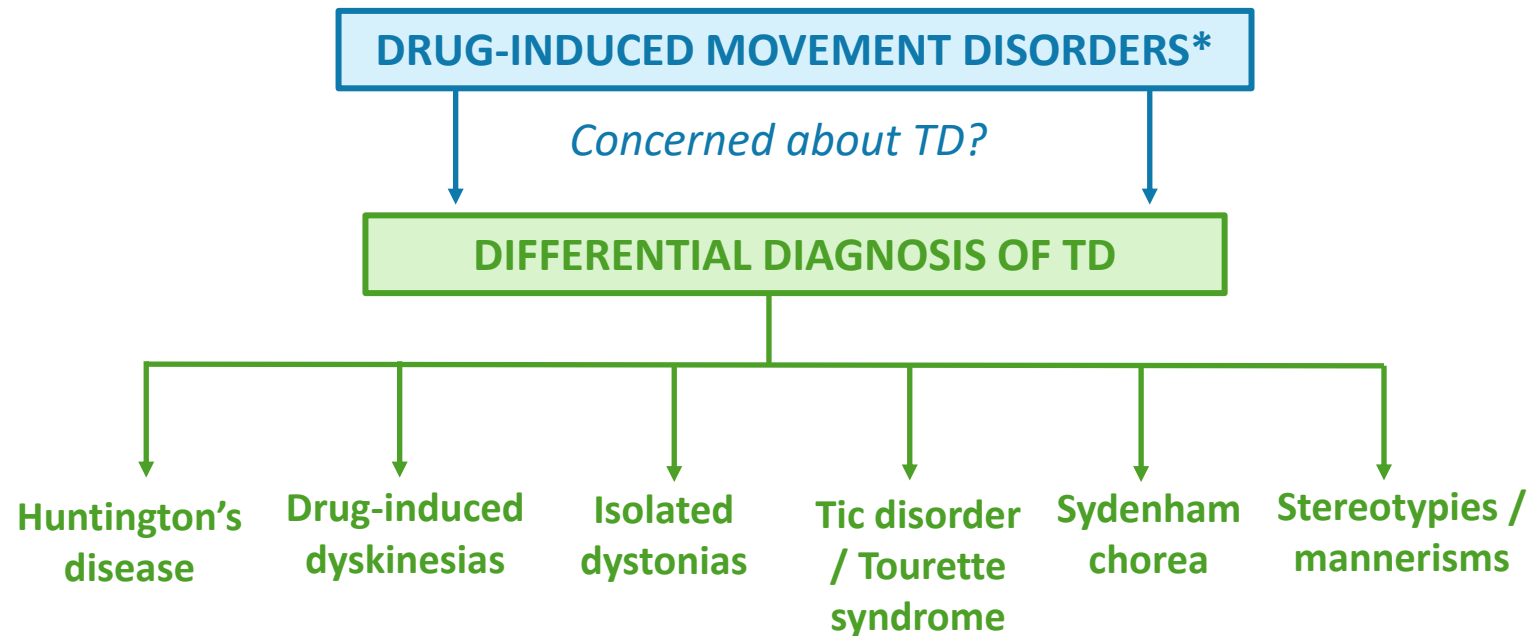 DRUG-INDUCED MOVEMENT DISORDERS*
Concerned about TD?
DIFFERENTIAL DIAGNOSIS OF TD
Huntington’s
disease
Drug-induced
dyskinesias
Isolated
dystonias
Tic disorder
/ Tourette
syndrome
Sydenham
chorea
Stereotypies /
mannerisms